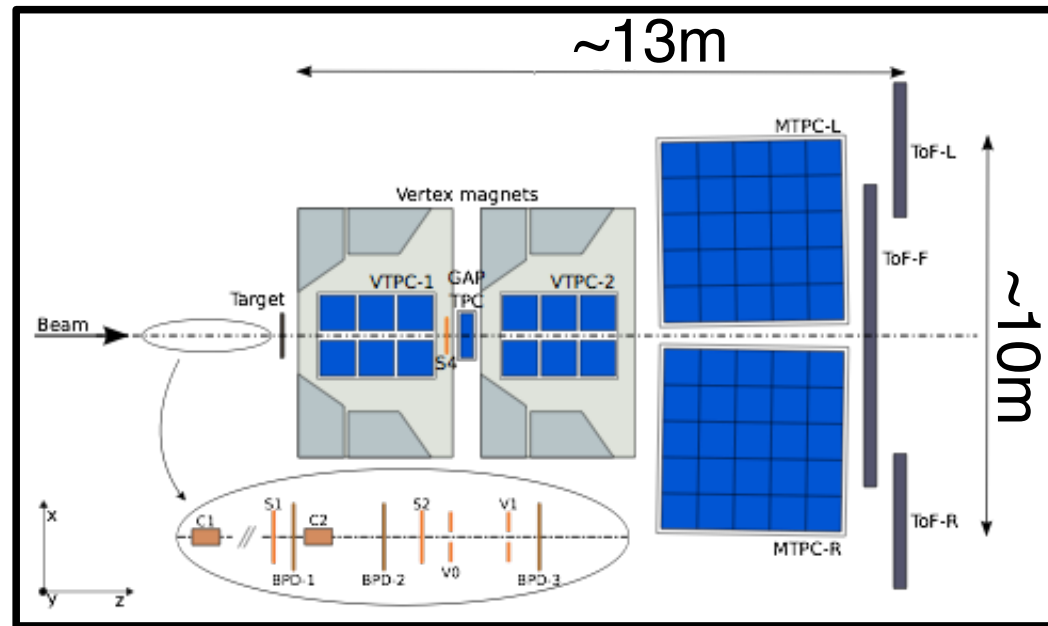 ~13m
MTPC-L
ToF-L
Vertex magnets
ToF-F
VTPC-1
GAP
TPC
VTPC-2
Target
Beam
S4
~10m
S1
C1
C2
S2
V1
BPD-1
BPD-2
V0
BPD-3
MTPC-R
ToF-R
x
y
z